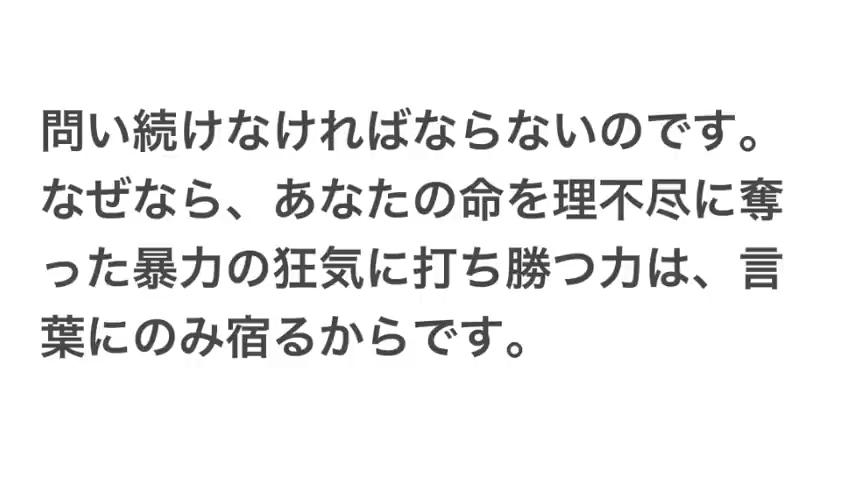 問い続けなければならないのです。
なぜなら、あなたの命を理不尽に奪
った暴力の狂気に打ち勝つ力は、言
葉にのみ宿るからです。